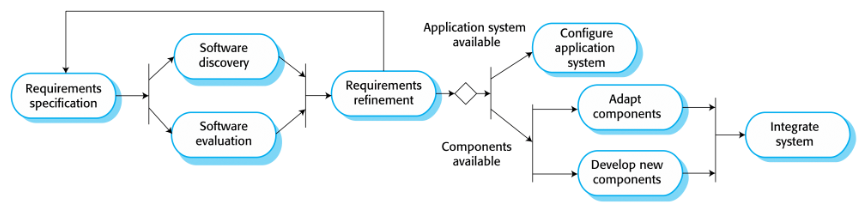 Requirements
specification
Software
discovery
Software
evaluation
Requirements
refinement
Application system
available
Configure
application
system
Components
available
Adapt
components
Develop new
components
Integrate
system